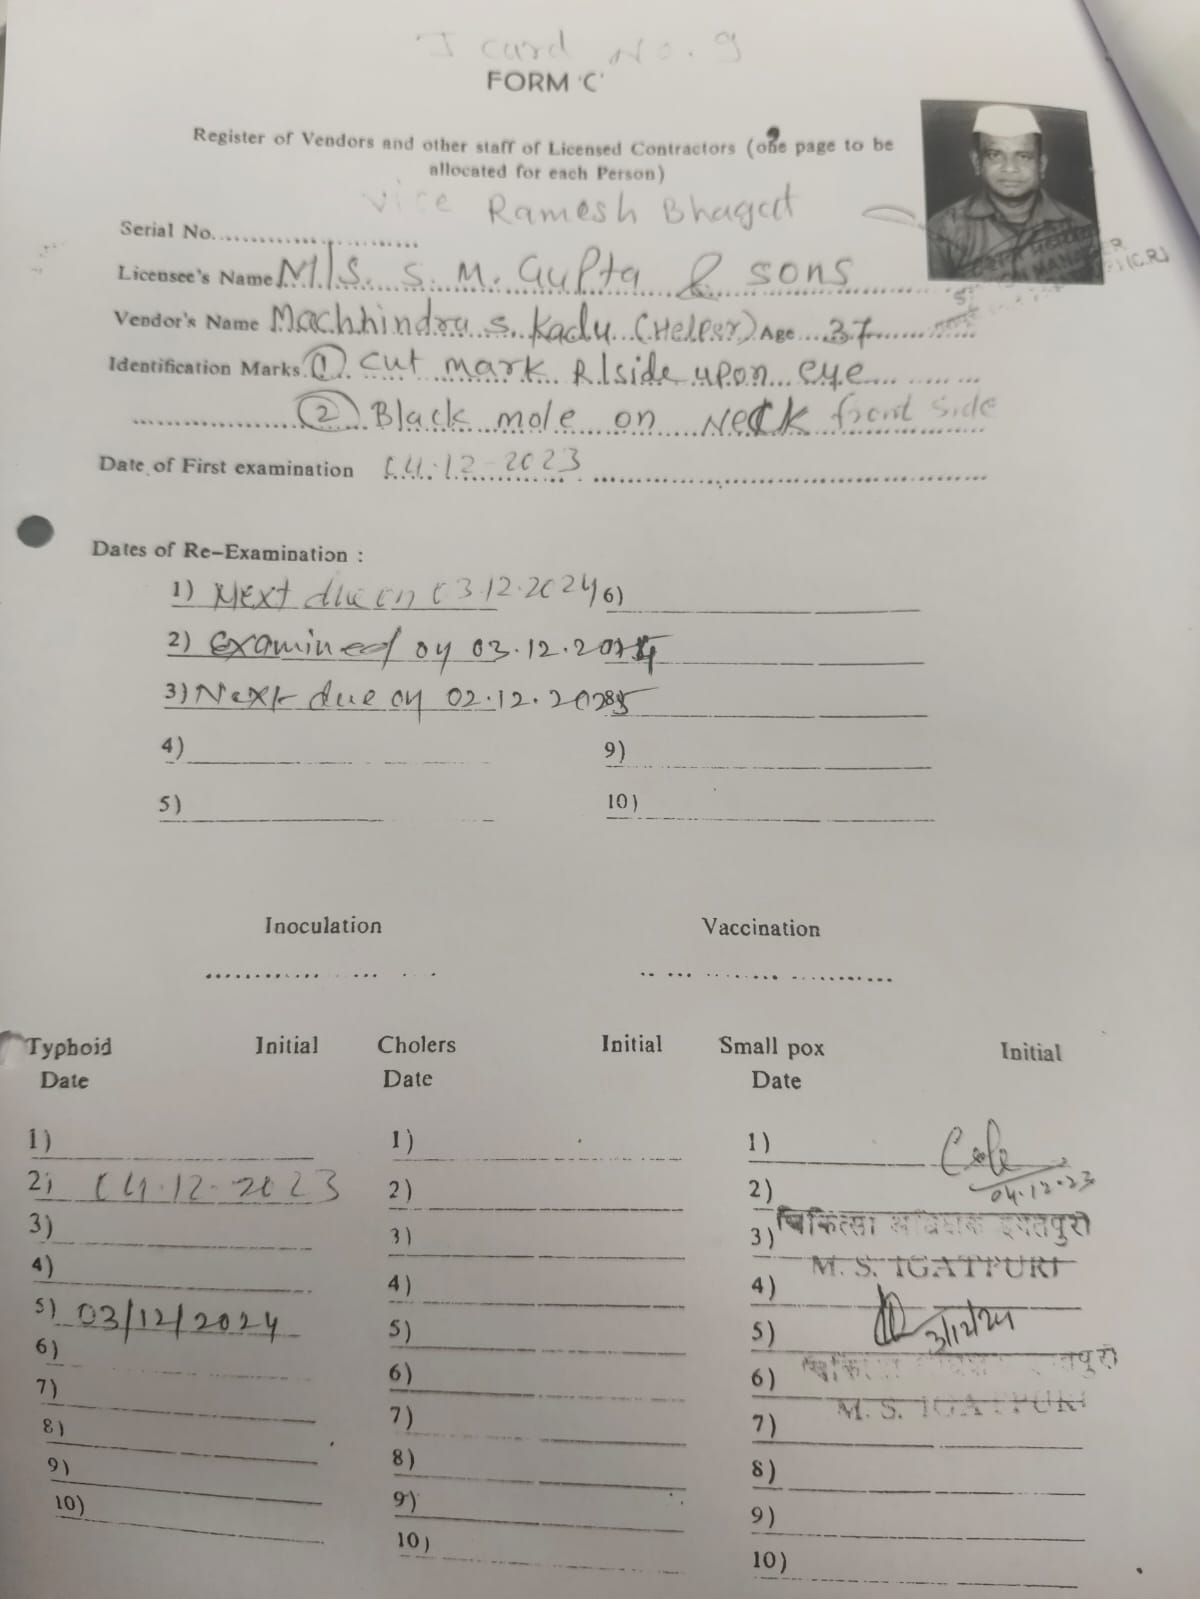 I card No. 9
FORM 'C'
Register of Vendors and other staff of Licensed Contractors (one page to be
allocated for each Person)
vice Ramesh Bhagat
Serial No.
Licensee's Name M/S. S. M. Gupta & sons
Vendor's Name Machhindra S. Kadu (Helper) Age 37
Identification Marks ① cut mark R/side upon eye
② Black mole on Neck front side
Date of First examination 04.12-2023
Dates of Re-Examination :
1) Next due on 03.12.2024 6)
2) Examined on 03.12.2024
3) Next due on 02.12.2025
4) 9)
5) 10)
Inoculation Vaccination
Typhoid Initial Cholers Initial Small pox Initial
Date Date Date
1) 1) 1)
2) 04.12.2023 2) 2) 04.12.23
3) 3) 3) चिकित्सा अधिक्षक इगतपुरी
M. S. IGATPURI
4) 4) 4)
5) 03/12/2024 5) 5) 3/12/24
6) 6) 6)
M. S. IGATPURI
7) 7) 7)
8) 8) 8)
9) 9) 9)
10) 10) 10)